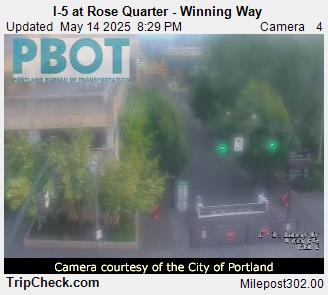 I-5 at Rose Quarter - Winning Way
Updated May 14 2025 8:29 PM Camera 4
PBOT
PORTLAND BUREAU OF TRANSPORTATION
Camera courtesy of the City of Portland
TripCheck.com Milepost302.00